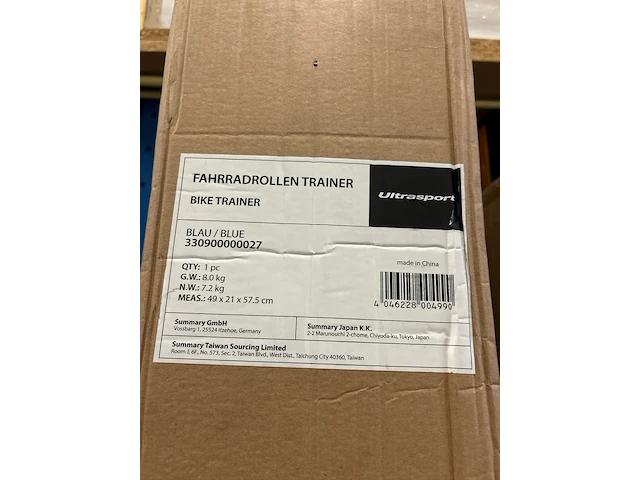 FAHRRADROLLEN TRAINER
Ultrasport
BIKE TRAINER
BLAU / BLUE
330900000027
QTY: 1 pc
G.W.: 8.0 kg
N.W.: 7.2 kg
MEAS.: 49 x 21 x 57.5 cm
made in China
4 046228 004990
Summary GmbH
Vossbarg 1, 25524 Itzehoe, Germany
Summary Japan K.K.
2-2 Marunouchi 2-chome, Chiyoda-ku, Tokyo, Japan
Summary Taiwan Sourcing Limited
Room J, 6F., No. 573, Sec. 2, Taiwan Blvd., West Dist., Taichung City 40360, Taiwan